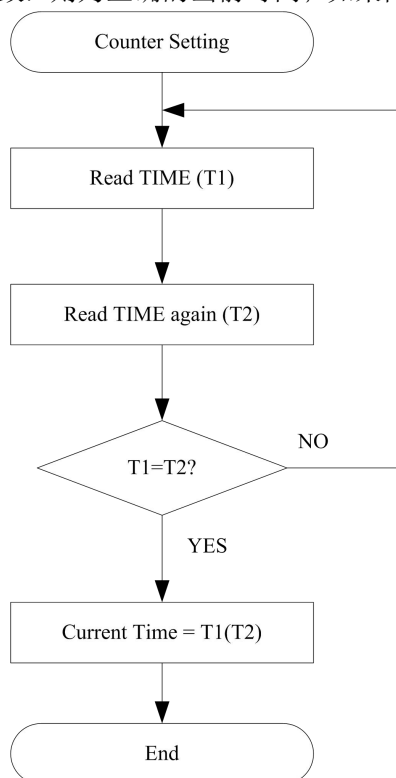 Counter Setting
Read TIME (T1)
Read TIME again (T2)
T1=T2?
NO
YES
Current Time = T1(T2)
End